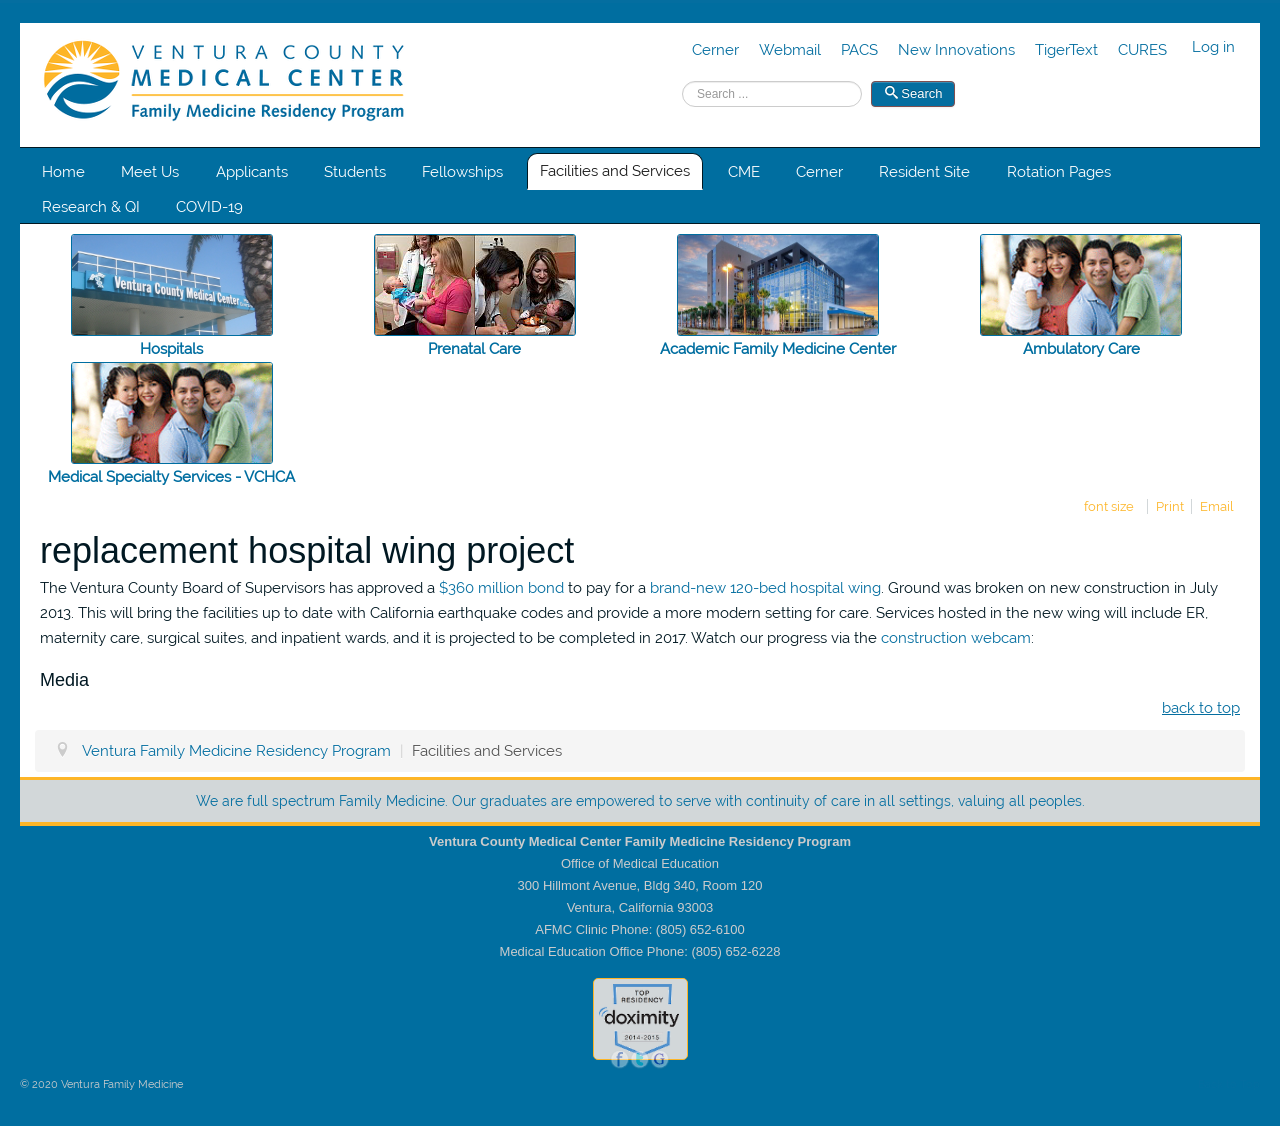 VENTURA COUNTY
MEDICAL CENTER
Family Medicine Residency Program
Cerner Webmail PACS New Innovations TigerText CURES Log in
Search ... Search
Home Meet Us Applicants Students Fellowships Facilities and Services CME Cerner Resident Site Rotation Pages
Research & QI COVID-19
Ventura County Medical Center
Hospitals Prenatal Care Academic Family Medicine Center Ambulatory Care
Medical Specialty Services - VCHCA
font size Print Email
replacement hospital wing project
The Ventura County Board of Supervisors has approved a $360 million bond to pay for a brand-new 120-bed hospital wing. Ground was broken on new construction in July
2013. This will bring the facilities up to date with California earthquake codes and provide a more modern setting for care. Services hosted in the new wing will include ER,
maternity care, surgical suites, and inpatient wards, and it is projected to be completed in 2017. Watch our progress via the construction webcam:
Media
back to top
Ventura Family Medicine Residency Program | Facilities and Services
We are full spectrum Family Medicine. Our graduates are empowered to serve with continuity of care in all settings, valuing all peoples.
Ventura County Medical Center Family Medicine Residency Program
Office of Medical Education
300 Hillmont Avenue, Bldg 340, Room 120
Ventura, California 93003
AFMC Clinic Phone: (805) 652-6100
Medical Education Office Phone: (805) 652-6228
TOP
RESIDENCY
doximity
2014-2015
f t G
© 2020 Ventura Family Medicine